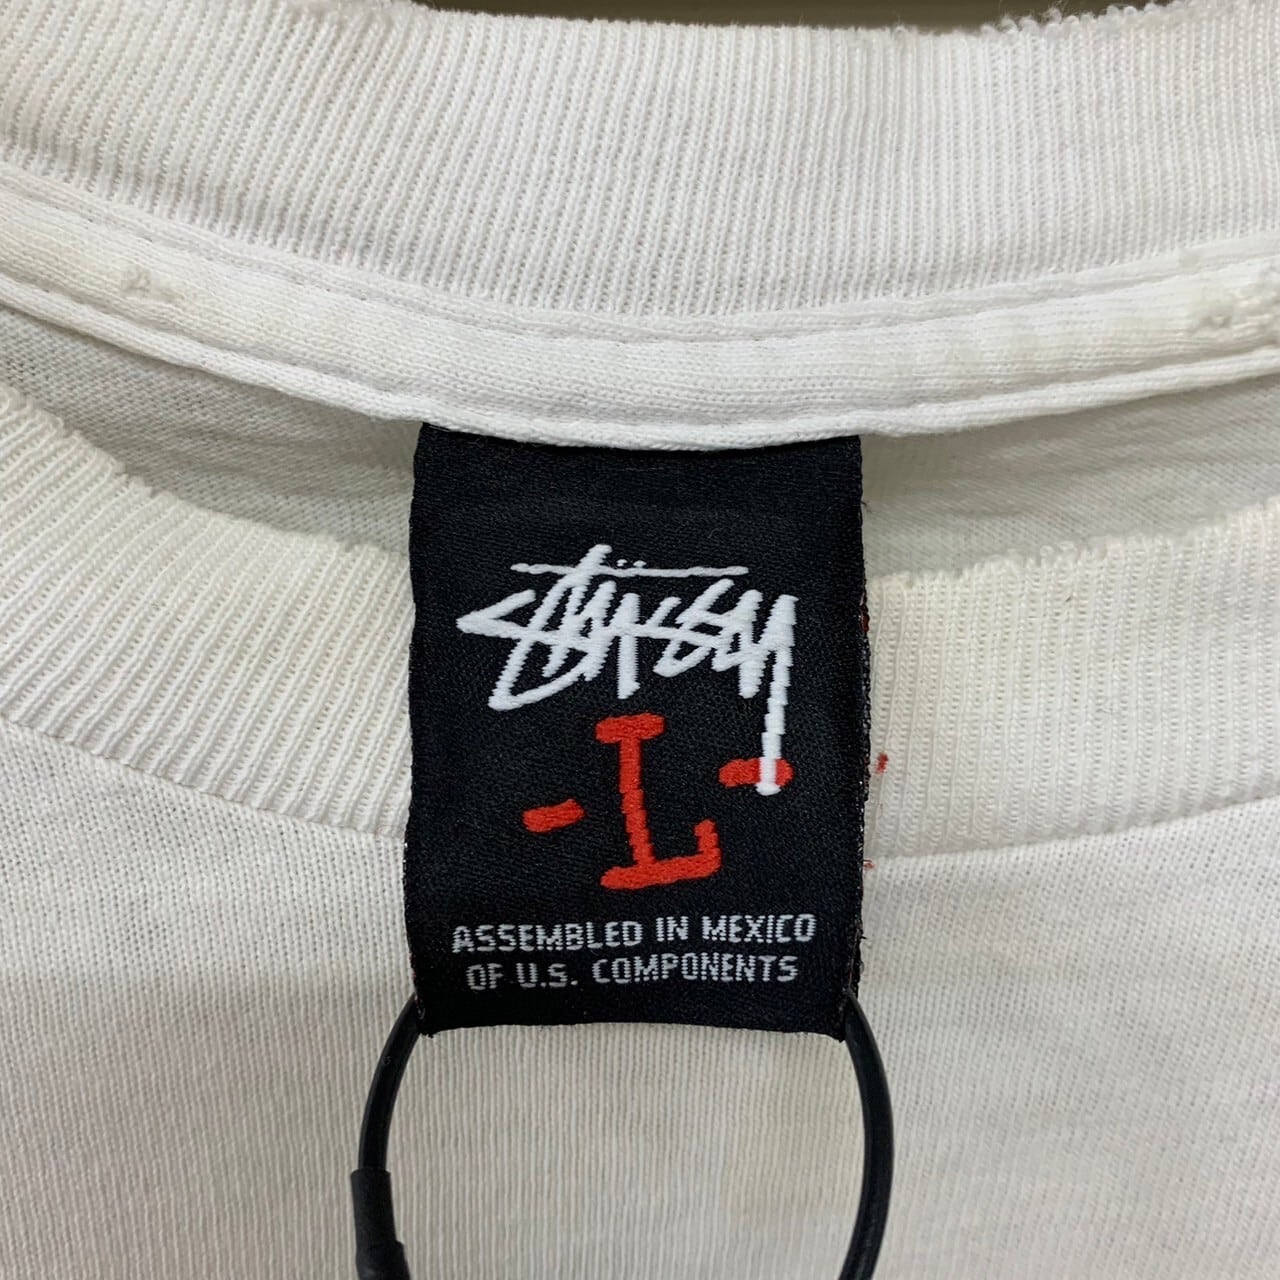 Stüssy
-L-
ASSEMBLED IN MEXICO
OF U.S. COMPONENTS